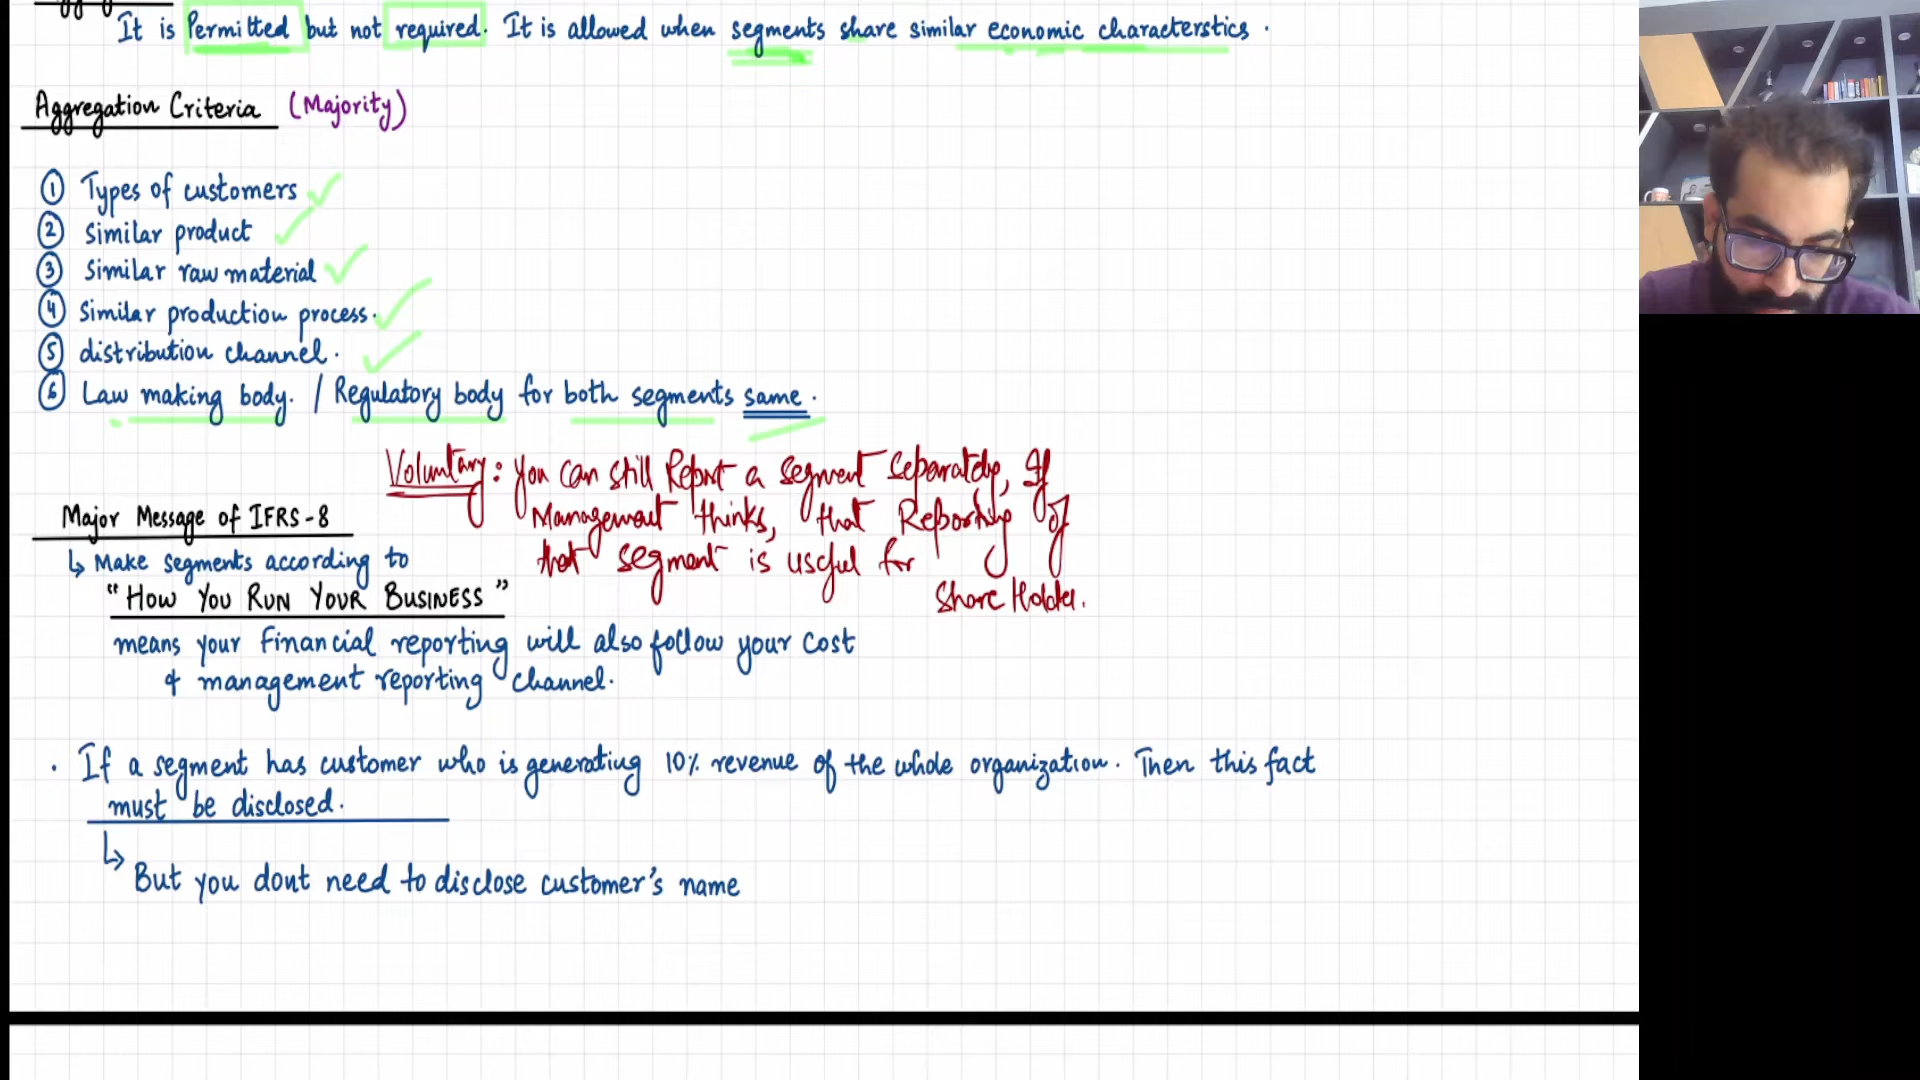 It is Permitted but not required. It is allowed when segments share similar economic characterstics.
Aggregation Criteria (Majority)
① Types of customers
② Similar product
③ Similar raw material
④ Similar production process.
⑤ distribution channel.
⑥ Law making body. / Regulatory body for both segments same.
Voluntary: You can still Report a segment separately, If
Management thinks, that Reporting of
that segment is useful for
Share Holder.
Major Message of IFRS-8
↳ Make segments according to
"HOW YOU RUN YOUR BUSINESS"
means your Financial reporting will also follow your cost
& management reporting channel.
· If a segment has customer who is generating 10% revenue of the whole organization. Then this fact
must be disclosed.
↳ But you dont need to disclose customer's name